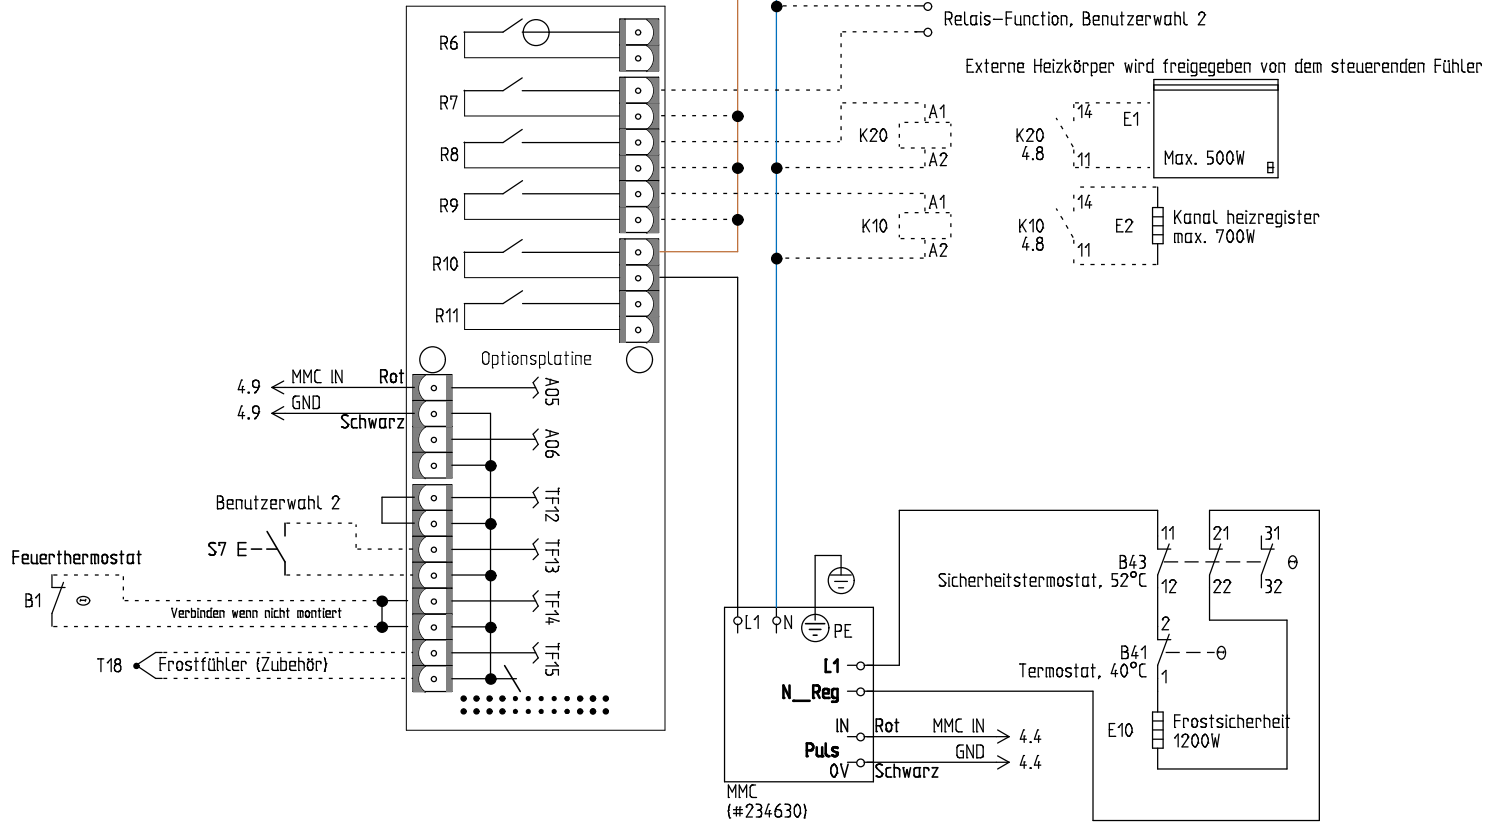 Relais-Function, Benutzerwahl 2
Externe Heizkörper wird freigegeben von dem steuerenden Fühler
R6
R7
R8
R9
R10
R11
K20
A1
A2
K20
4.8
14
11
E1
Max. 500W
K10
A1
A2
K10
4.8
14
11
E2
Kanal heizregister
max. 700W
Optionsplatine
4.9
MMC IN
Rot
4.9
GND
Schwarz
A05
A06
TF12
TF13
TF14
TF15
Benutzerwahl 2
S7
E
Feuerthermostat
B1
Verbinden wenn nicht montiert
T18
Frostfühler (Zubehör)
L1
N
PE
L1
N_Reg
IN
Rot
MMC IN
4.4
Puls
GND
4.4
0V
Schwarz
MMC
(#234630)
11
21
31
B43
Sicherheitstermostat, 52°C
12
22
32
θ
2
B41
θ
Termostat, 40°C
1
E10
Frostsicherheit
1200W